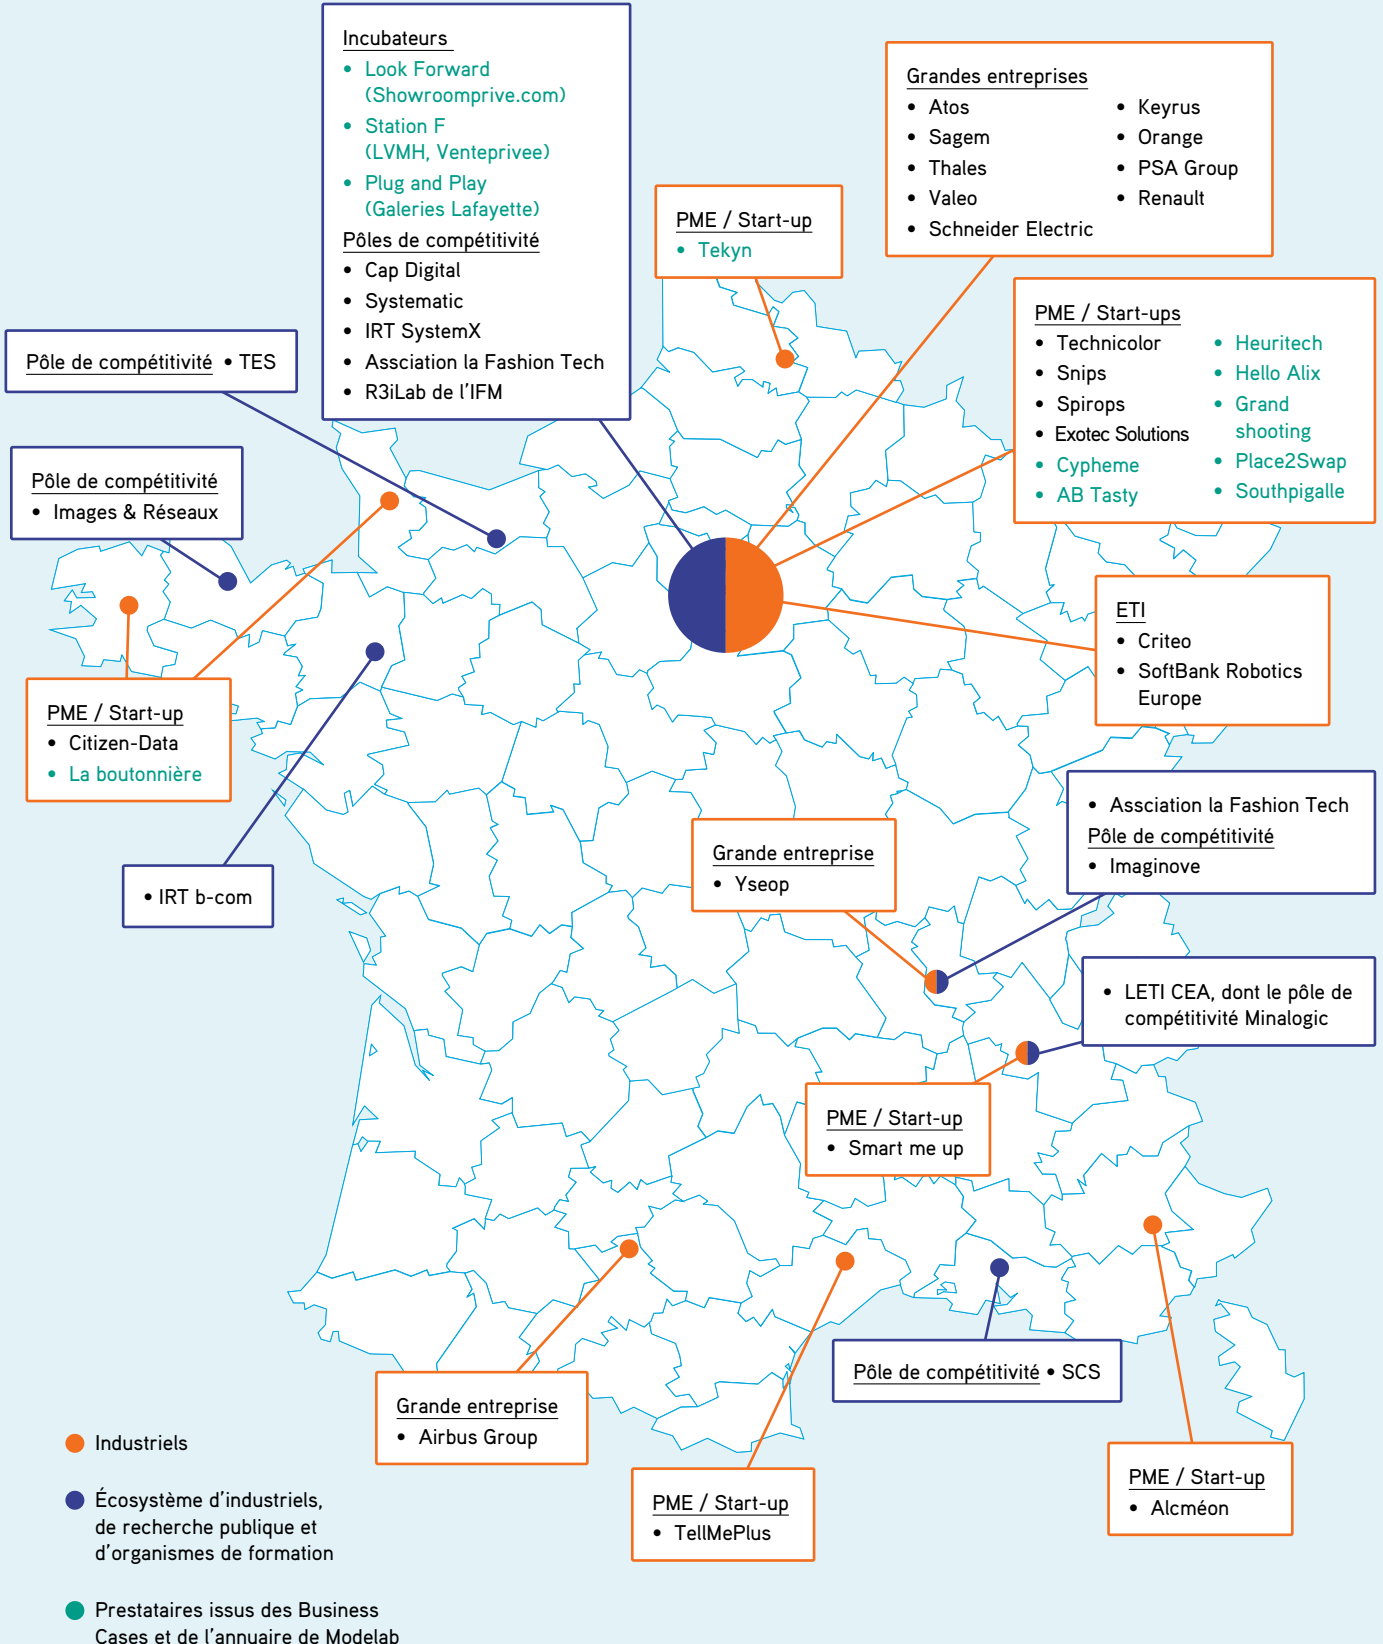 Incubateurs
• Look Forward
(Showroomprive.com)
• Station F
(LVMH, Venteprivee)
• Plug and Play
(Galeries Lafayette)
Pôles de compétitivité
• Cap Digital
• Systematic
• IRT SystemX
• Assciation la Fashion Tech
• R3iLab de l'IFM
Grandes entreprises
• Atos
• Sagem
• Thales
• Valeo
• Schneider Electric
• Keyrus
• Orange
• PSA Group
• Renault
PME / Start-up
• Tekyn
PME / Start-ups
• Technicolor
• Snips
• Spirops
• Exotec Solutions
• Cypheme
• AB Tasty
• Heuritech
• Hello Alix
• Grand
shooting
• Place2Swap
• Southpigalle
Pôle de compétitivité • TES
Pôle de compétitivité
• Images & Réseaux
ETI
• Criteo
• SoftBank Robotics
Europe
PME / Start-up
• Citizen-Data
• La boutonnière
• Assciation la Fashion Tech
Pôle de compétitivité
• Imaginove
Grande entreprise
• Yseop
• IRT b-com
• LETI CEA, dont le pôle de
compétitivité Minalogic
PME / Start-up
• Smart me up
Pôle de compétitivité • SCS
Grande entreprise
• Airbus Group
PME / Start-up
• TellMePlus
PME / Start-up
• Alcméon
Industriels
Écosystème d'industriels,
de recherche publique et
d'organismes de formation
Prestataires issus des Business
Cases et de l'annuaire de Modelab